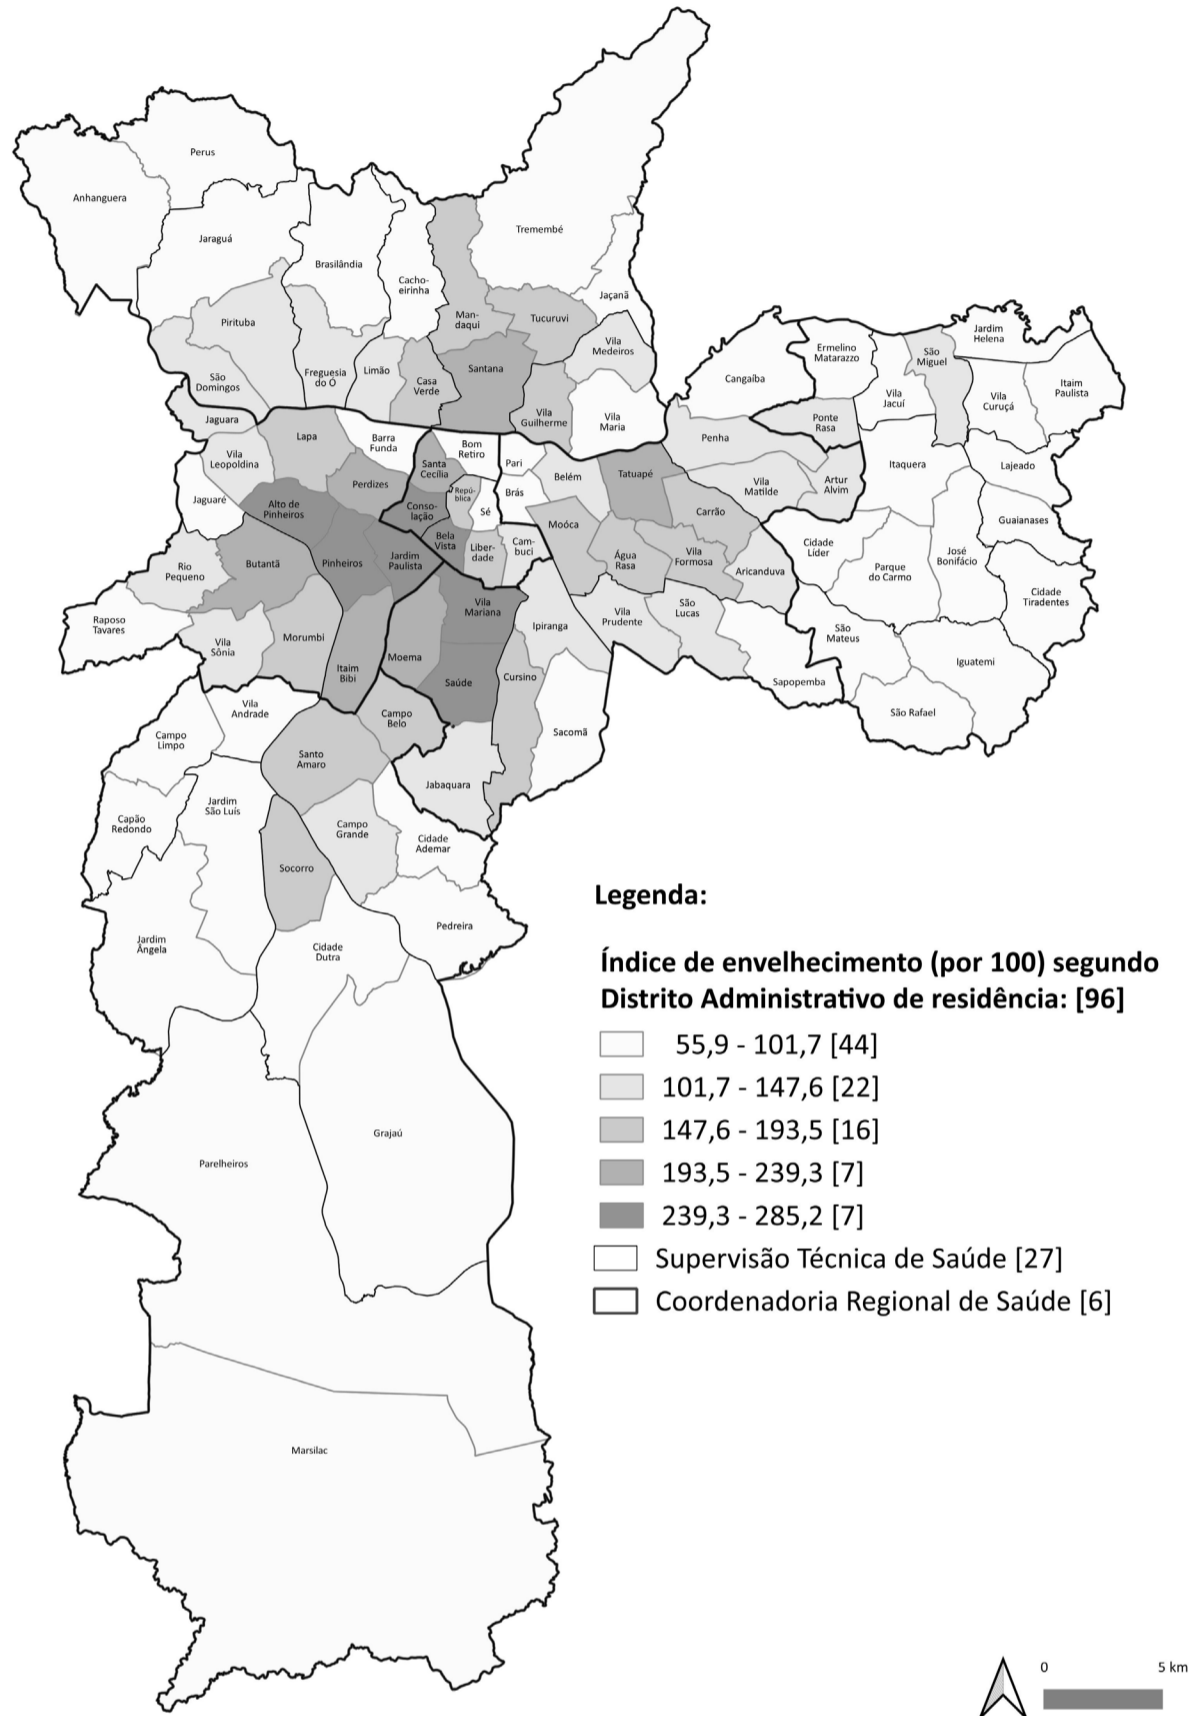 Perus
Anhanguera
Jaraguá
Tremembé
Brasilândia
Cacho-
eirinha
Jaçanã
Pirituba
Man-
daqui
Tucuruvi
Vila
Medeiros
São
Domingos
Freguesia
do Ó
Limão
Casa
Verde
Santana
Vila
Guilherme
Vila
Maria
Cangaíba
Ermelino
Matarazzo
São
Miguel
Jardim
Helena
Vila
Jacuí
Vila
Curuçá
Itaim
Paulista
Jaguara
Lapa
Barra
Funda
Bom
Retiro
Pari
Penha
Ponte
Rasa
Itaquera
Lajeado
Vila
Leopoldina
Perdizes
Santa
Cecília
Belém
Tatuapé
Vila
Matilde
Artur
Alvim
Jaguaré
Alto de
Pinheiros
Conso-
lação
Repú-
blica
Sé
Brás
Moóca
Carrão
Guaianases
Bela
Vista
Liber-
dade
Cam-
buci
Rio
Pequeno
Butantã
Pinheiros
Jardim
Paulista
Água
Rasa
Vila
Formosa
Aricanduva
Cidade
Líder
Parque
do Carmo
José
Bonifácio
Cidade
Tiradentes
Raposo
Tavares
Vila
Sônia
Morumbi
Itaim
Bibi
Moema
Vila
Mariana
Ipiranga
Vila
Prudente
São
Lucas
São
Mateus
Iguatemi
Saúde
Cursino
Sapopemba
São Rafael
Vila
Andrade
Campo
Limpo
Campo
Belo
Sacomã
Santo
Amaro
Jabaquara
Capão
Redondo
Jardim
São Luís
Campo
Grande
Cidade
Ademar
Socorro
Pedreira
Jardim
Ângela
Cidade
Dutra
Grajaú
Parelheiros
Marsilac
Legenda:
Índice de envelhecimento (por 100) segundo
Distrito Administrativo de residência: [96]
55,9 - 101,7 [44]
101,7 - 147,6 [22]
147,6 - 193,5 [16]
193,5 - 239,3 [7]
239,3 - 285,2 [7]
Supervisão Técnica de Saúde [27]
Coordenadoria Regional de Saúde [6]
0 5 km